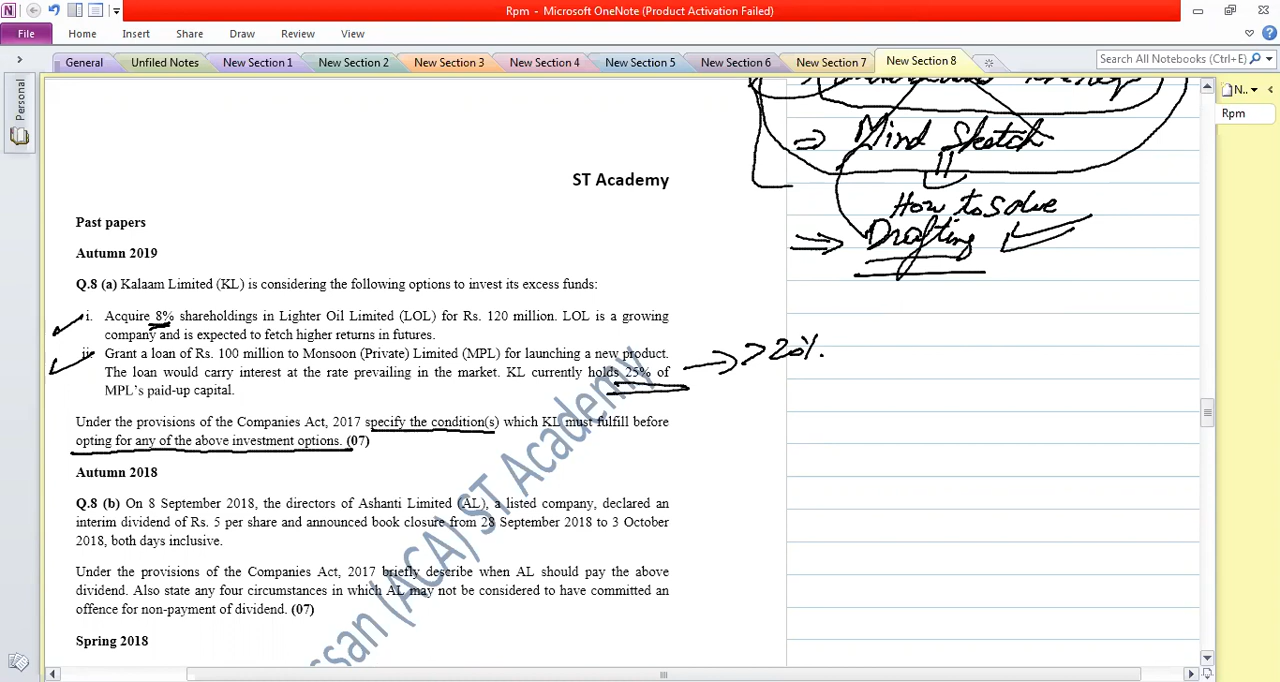 Rpm - Microsoft OneNote (Product Activation Failed)
File Home Insert Share Draw Review View
General Unfiled Notes New Section 1 New Section 2 New Section 3 New Section 4 New Section 5 New Section 6 New Section 7 New Section 8 Search All Notebooks (Ctrl+E)
Personal
N..
Rpm
Mind Sketch
How to solve
Drafting
ST Academy
Past papers
Autumn 2019
Q.8 (a) Kalaam Limited (KL) is considering the following options to invest its excess funds:
i. Acquire 8% shareholdings in Lighter Oil Limited (LOL) for Rs. 120 million. LOL is a growing
company and is expected to fetch higher returns in futures.
ii. Grant a loan of Rs. 100 million to Monsoon (Private) Limited (MPL) for launching a new product.
The loan would carry interest at the rate prevailing in the market. KL currently holds 25% of
MPL's paid-up capital.
>20%.
Under the provisions of the Companies Act, 2017 specify the condition(s) which KL must fulfill before
opting for any of the above investment options. (07)
Autumn 2018
Q.8 (b) On 8 September 2018, the directors of Ashanti Limited (AL), a listed company, declared an
interim dividend of Rs. 5 per share and announced book closure from 28 September 2018 to 3 October
2018, both days inclusive.
Under the provisions of the Companies Act, 2017 briefly describe when AL should pay the above
dividend. Also state any four circumstances in which AL may not be considered to have committed an
offence for non-payment of dividend. (07)
Spring 2018
ssan (ACA) ST Academy